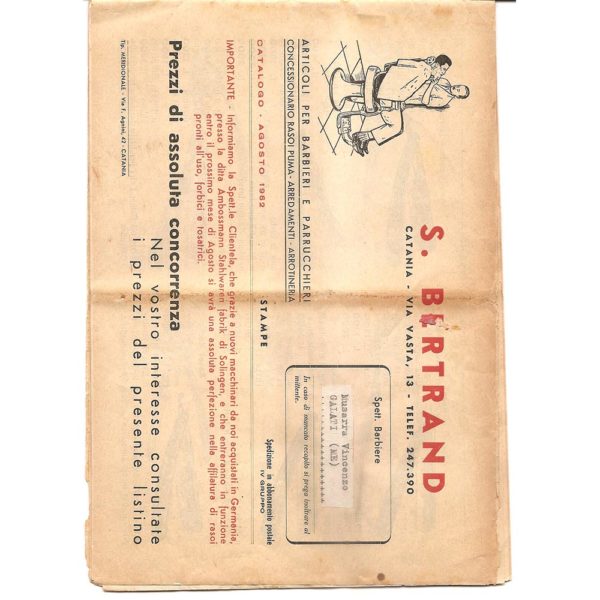 S. BERTRAND
CATANIA - VIA VASTA, 13 - TELEF. 247.390
ARTICOLI PER BARBIERI E PARRUCCHIERI
CONCESSIONARIO RASOI PUMA - ARREDAMENTI - ARROTINERIA
Spett. Barbiere
Musarra Vincenzo
GALATI (ME)
In caso di mancato recapito si prega inoltrare al
mittente.
CATALOGO - AGOSTO 1962
STAMPE
Spedizione in abbonamento postale
IV GRUPPO
IMPORTANTE - Informiamo la Spett.le Clientela, che grazie a nuovi macchinari da noi acquistati in Germania,
presso la ditta Ambossmann Stahlwaren fabrik di Solingen, e che entreranno in funzione
entro il prossimo mese di Agosto si avrà una assoluta perfezione nella affilatura di rasoi
pronti all'uso, forbici e tosatrici.
Prezzi di assoluta concorrenza
Nel vostro interesse consultate
i prezzi del presente listino
Tip. MERIDIONALE - Via F. Agnini, 42 - CATANIA